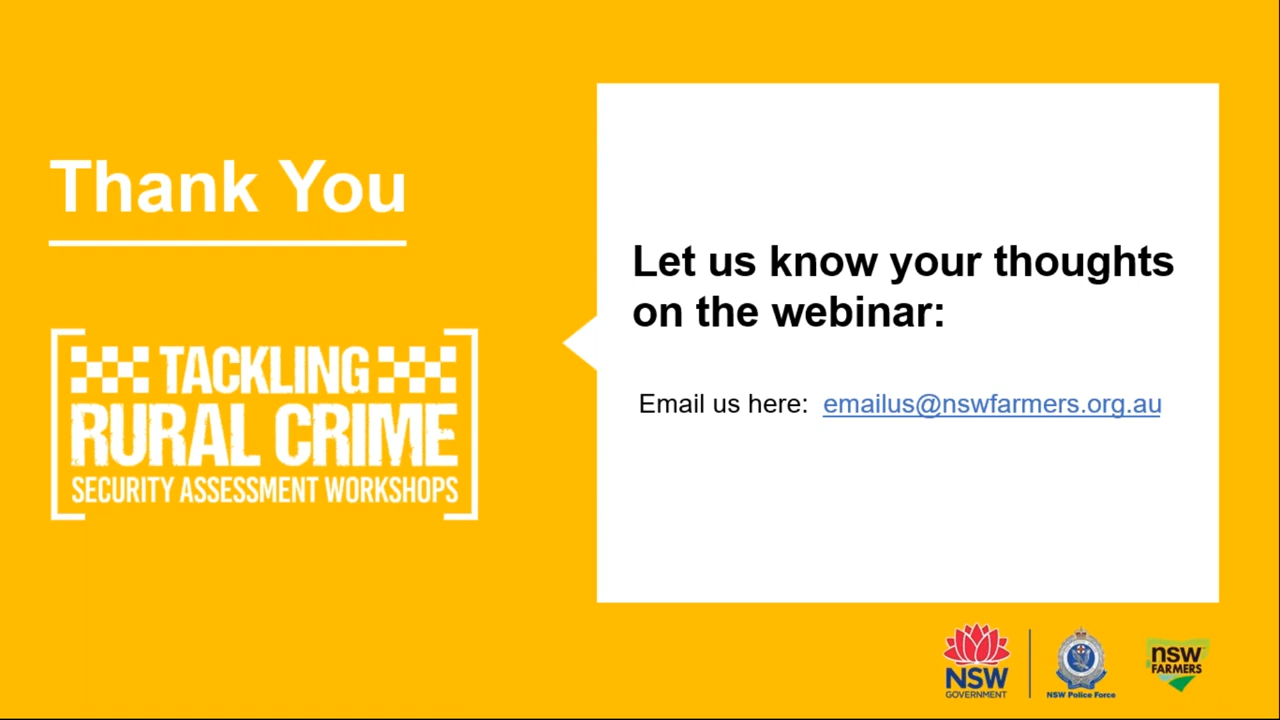 Thank You
TACKLING
RURAL CRIME
SECURITY ASSESSMENT WORKSHOPS
Let us know your thoughts
on the webinar:
Email us here: emailus@nswfarmers.org.au
NSW
GOVERNMENT
NSW Police Force
nsw
FARMERS